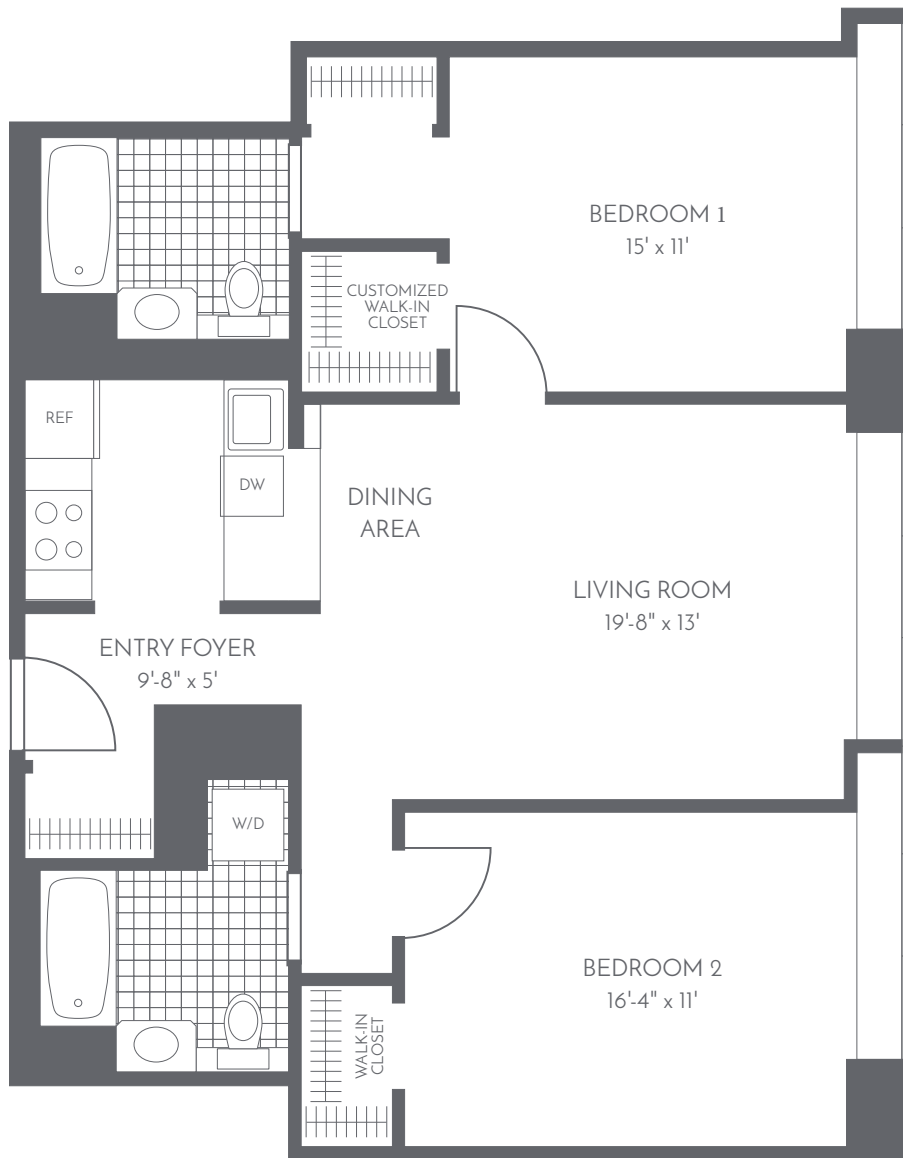 BEDROOM 1
15' x 11'
CUSTOMIZED
WALK-IN
CLOSET
REF
DW
DINING
AREA
LIVING ROOM
19'-8" x 13'
ENTRY FOYER
9'-8" x 5'
W/D
BEDROOM 2
16'-4" x 11'
WALK-IN
CLOSET